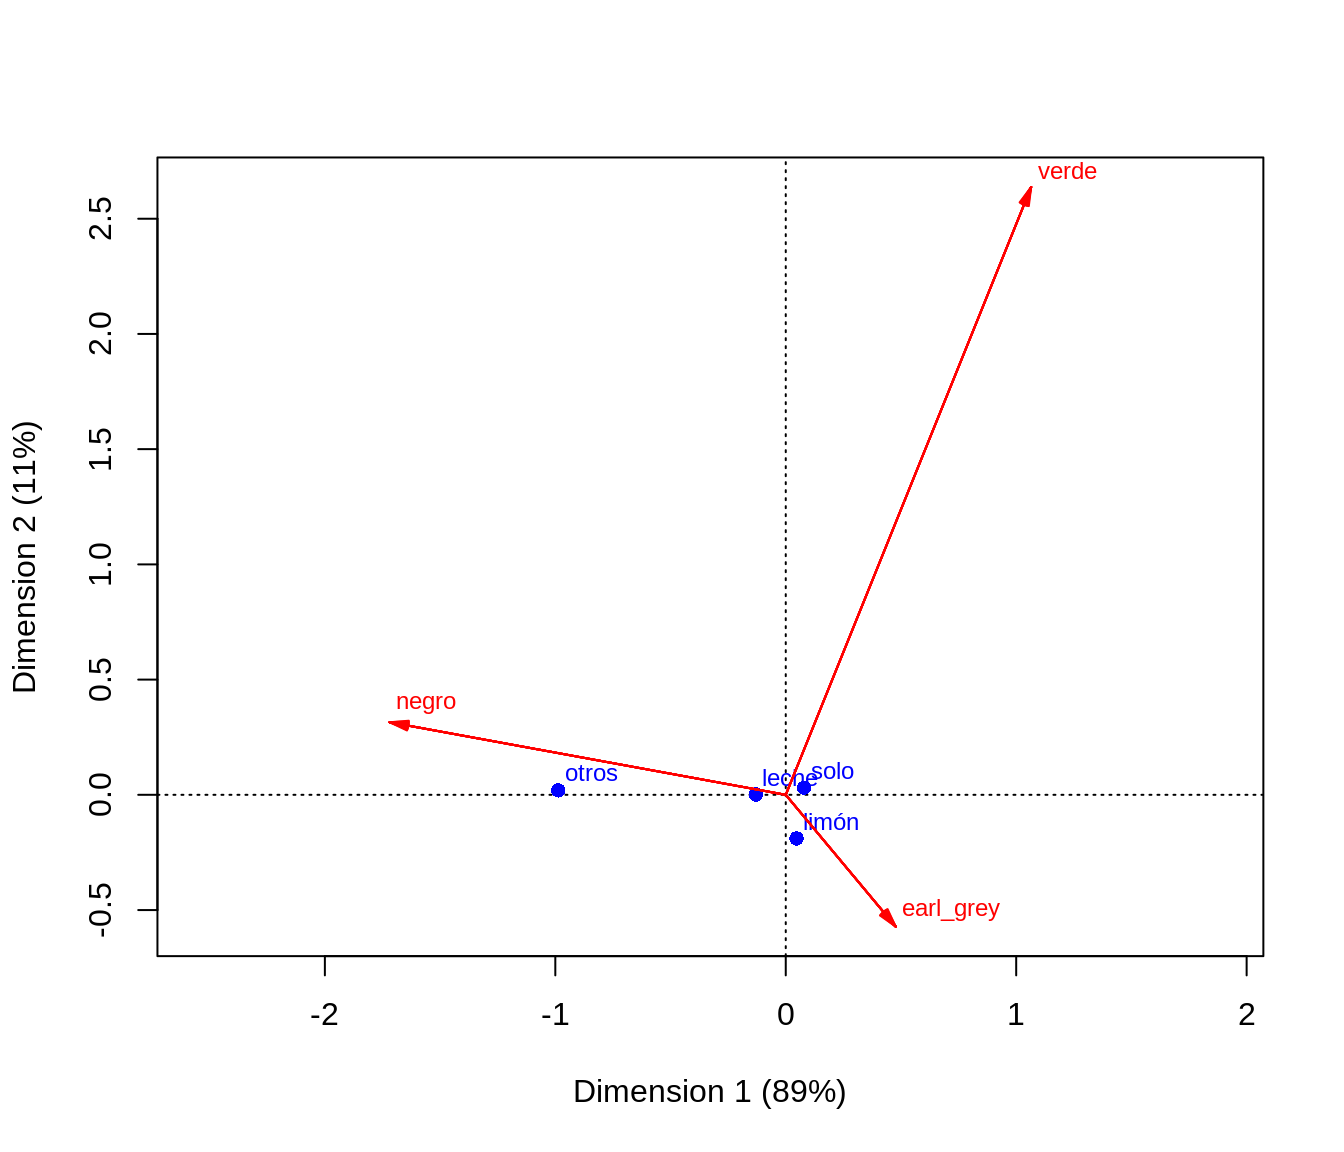 verde
2.5
2.0
1.5
1.0
0.5
0.0
-0.5
Dimension 2 (11%)
negro
otros
leche
solo
limón
earl_grey
-2
-1
0
1
2
Dimension 1 (89%)